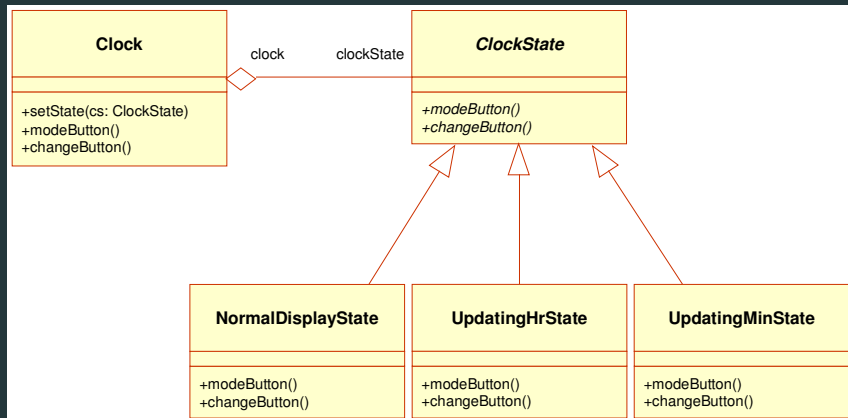 Clock
clock
clockState
ClockState
+setState(cs: ClockState)
+modeButton()
+changeButton()
+modeButton()
+changeButton()
NormalDisplayState
UpdatingHrState
UpdatingMinState
+modeButton()
+changeButton()
+modeButton()
+changeButton()
+modeButton()
+changeButton()